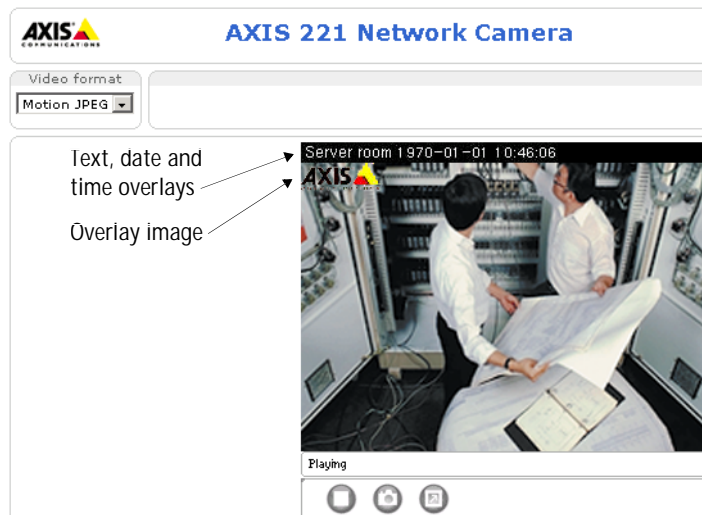 AXIS
COMMUNICATIONS
AXIS 221 Network Camera
Video format
Motion JPEG
Text, date and
time overlays
Overlay image
Server room 1970-01-01 10:46:06
AXIS
Playing